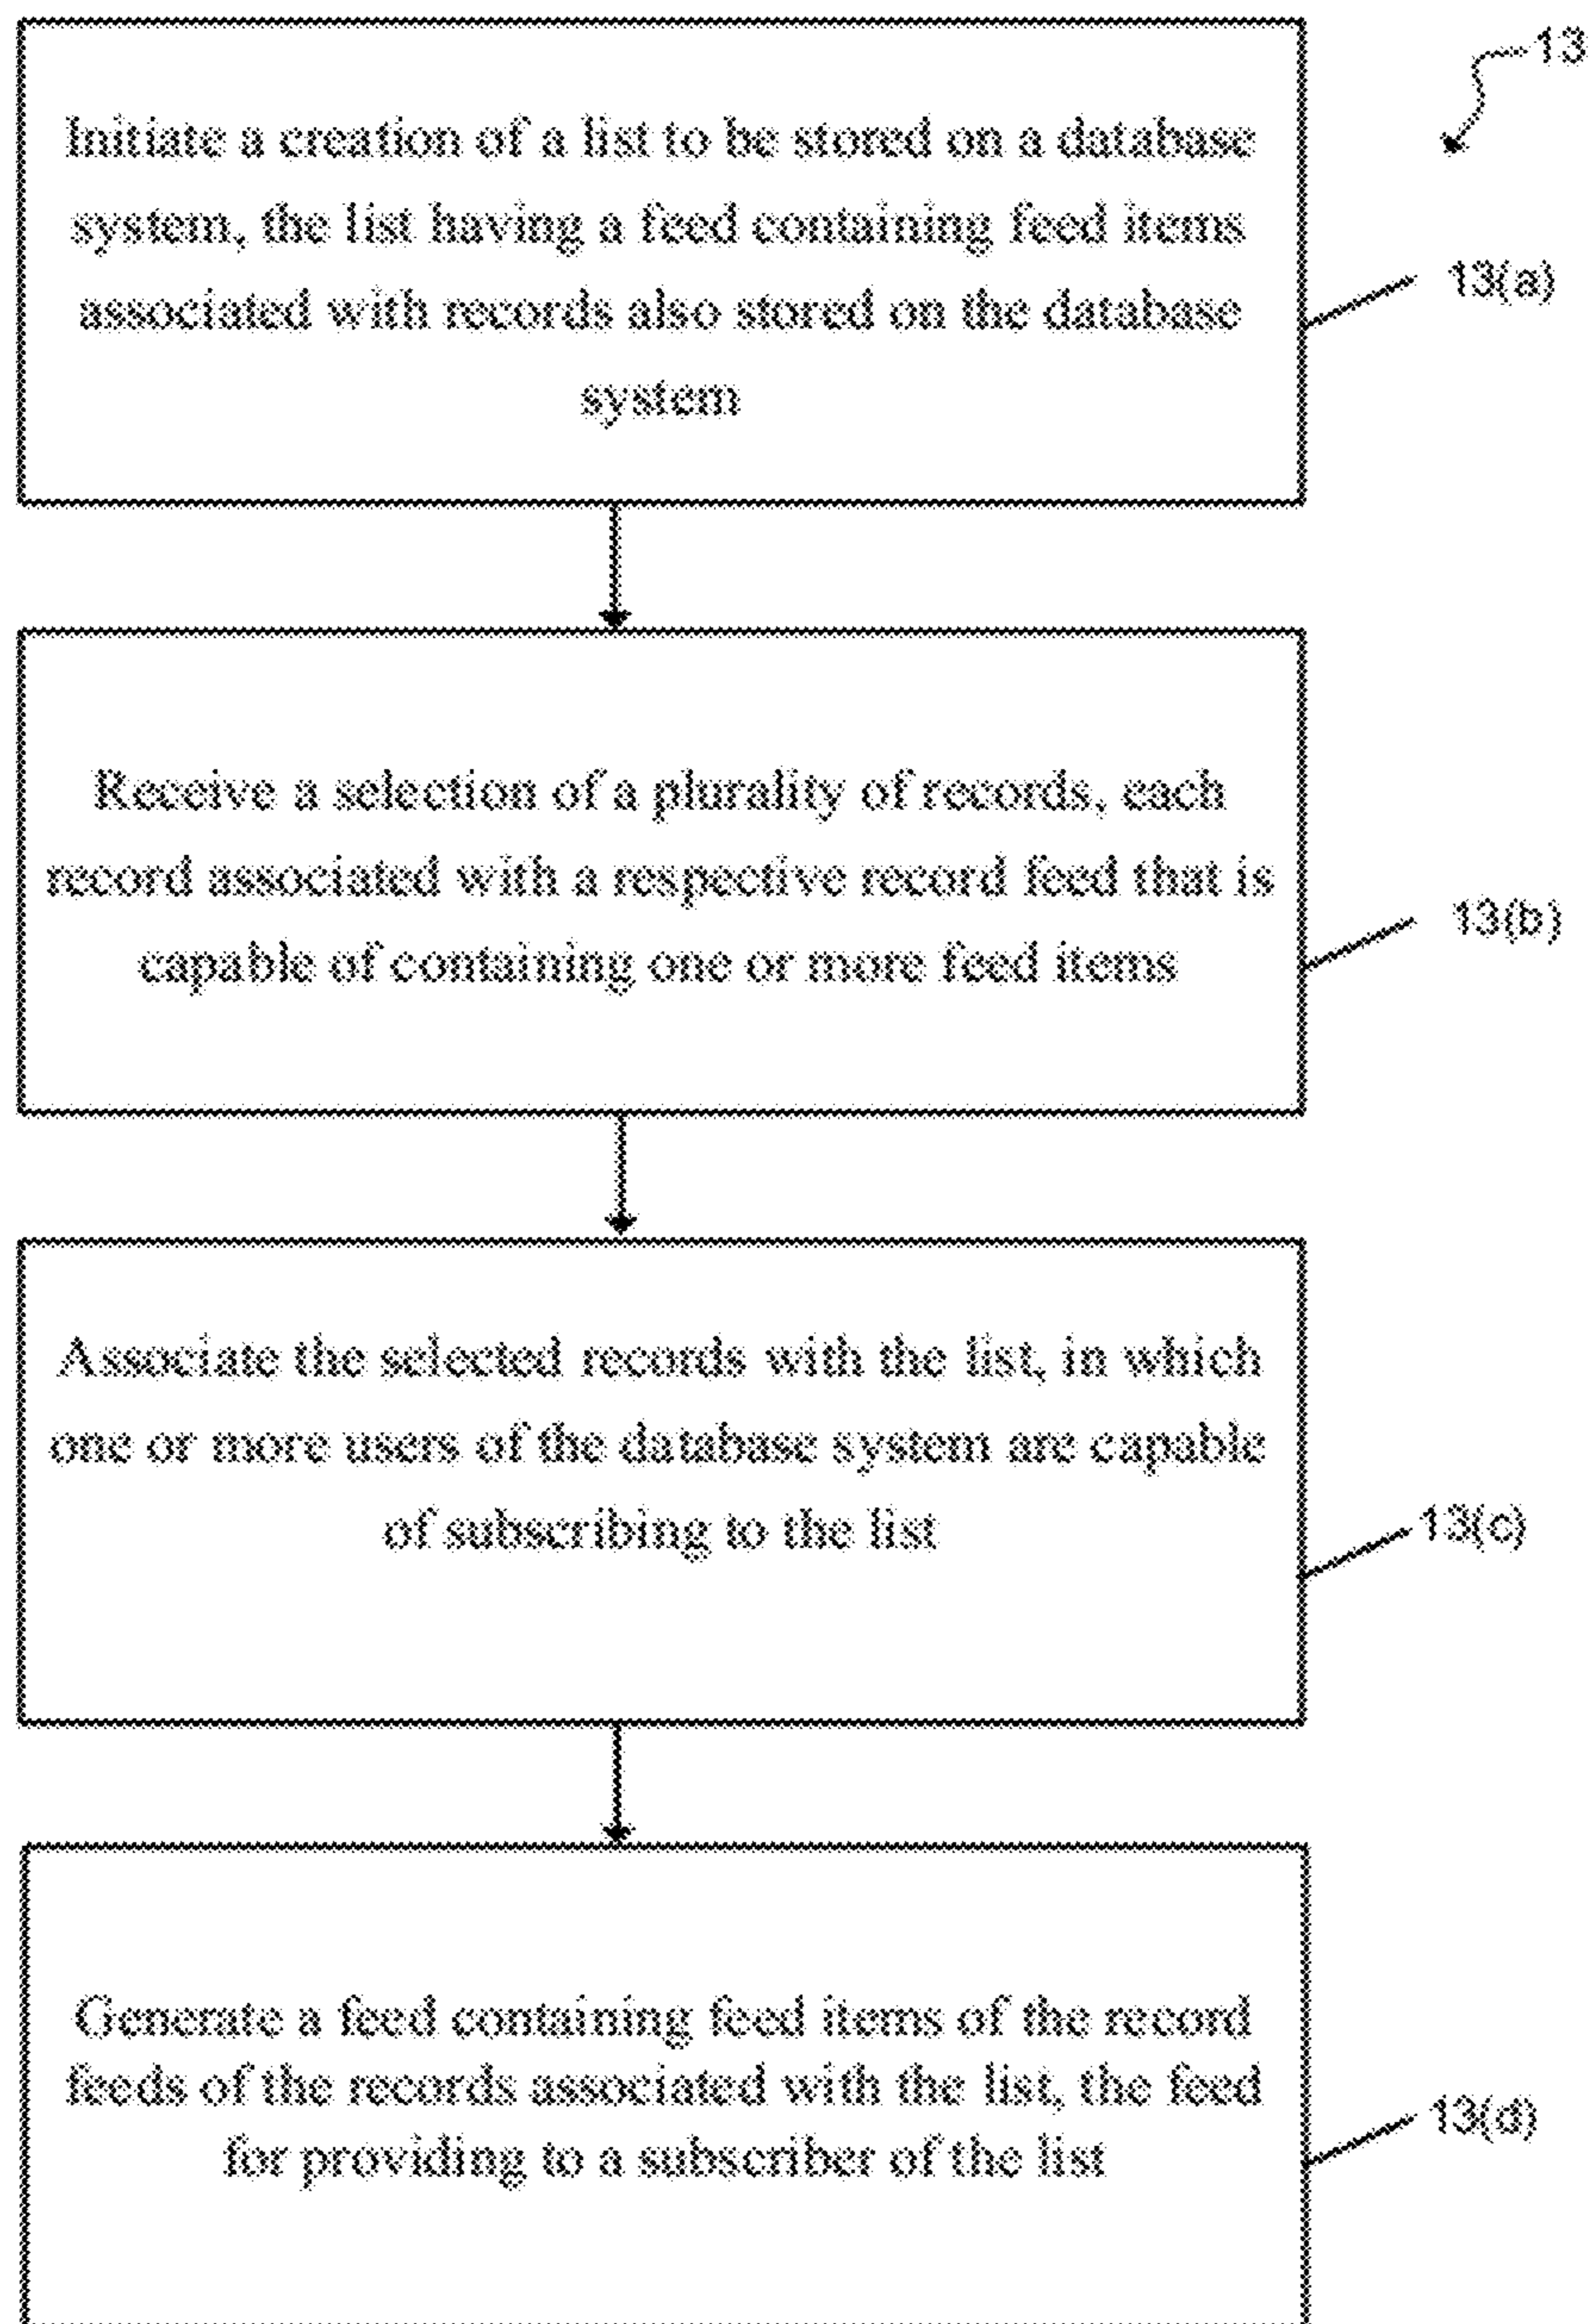 13
Initiate a creation of a list to be stored on a database
system, the list having a feed containing feed items
associated with records also stored on the database
system
13(a)
Receive a selection of a plurality of records, each
record associated with a respective record feed that is
capable of containing one or more feed items
13(b)
Associate the selected records with the list, in which
one or more users of the database system are capable
of subscribing to the list
13(c)
Generate a feed containing feed items of the record
feeds of the records associated with the list, the feed
for providing to a subscriber of the list
13(d)